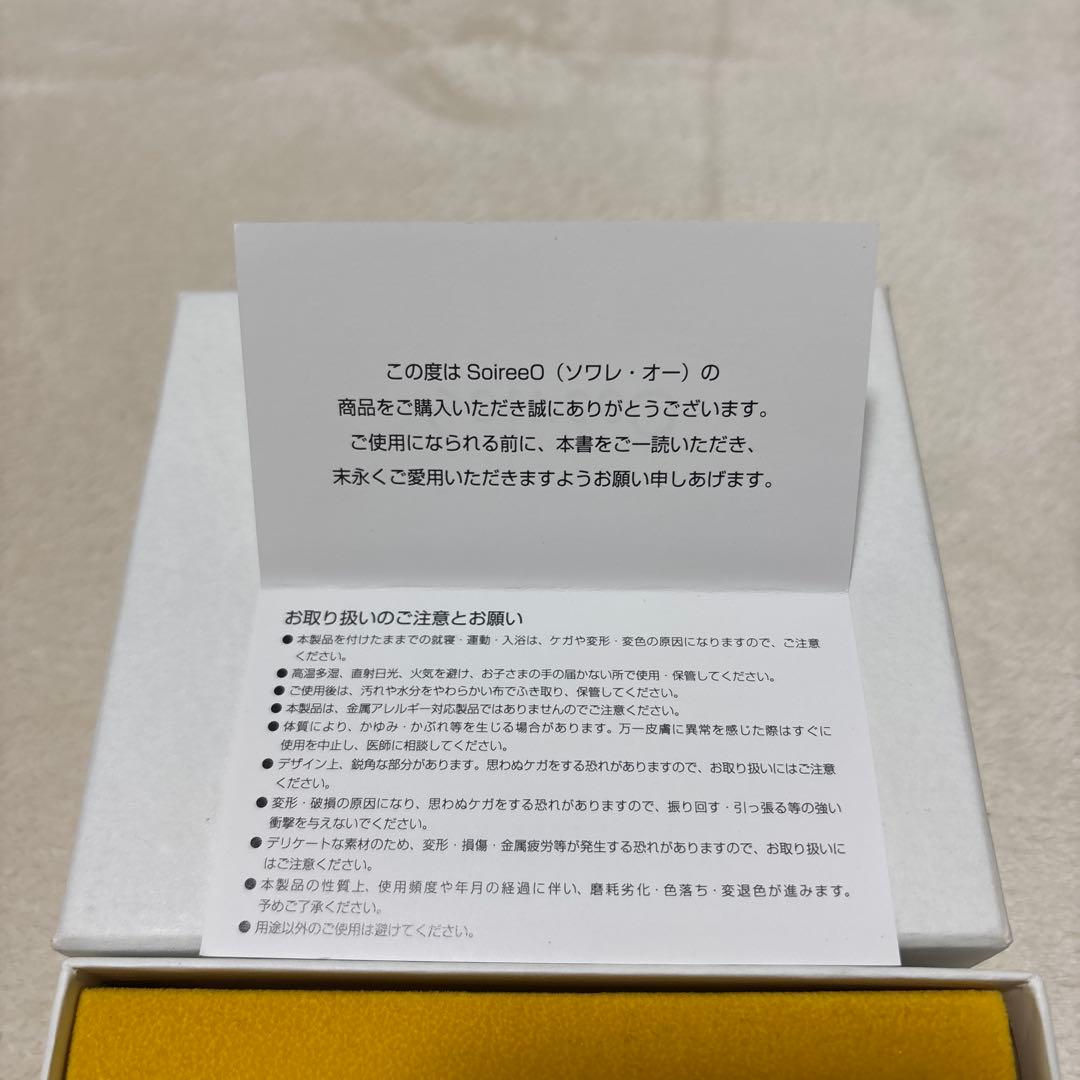 この度は SoireeO（ソワレ・オー）の
商品をご購入いただき誠にありがとうございます。
ご使用になられる前に、本書をご一読いただき、
末永くご愛用いただきますようお願い申しあげます。
お取り扱いのご注意とお願い
●本製品を付けたままでの就寝・運動・入浴は、ケガや変形・変色の原因になりますので、ご注意
ください。
●高温多湿、直射日光、火気を避け、お子さまの手の届かない所で使用・保管してください。
●ご使用後は、汚れや水分をやわらかい布でふき取り、保管してください。
●本製品は、金属アレルギー対応製品ではありませんのでご注意ください。
●体質により、かゆみ・かぶれ等を生じる場合があります。万一皮膚に異常を感じた際はすぐに
使用を中止し、医師に相談してください。
●デザイン上、鋭角な部分があります。思わぬケガをする恐れがありますので、お取り扱いにはご注意
ください。
●変形・破損の原因になり、思わぬケガをする恐れがありますので、振り回す・引っ張る等の強い
衝撃を与えないでください。
●デリケートな素材のため、変形・損傷・金属疲労等が発生する恐れがありますので、お取り扱いに
はご注意ください。
●本製品の性質上、使用頻度や年月の経過に伴い、磨耗劣化・色落ち・変退色が進みます。
予めご了承ください。
●用途以外のご使用は避けてください。